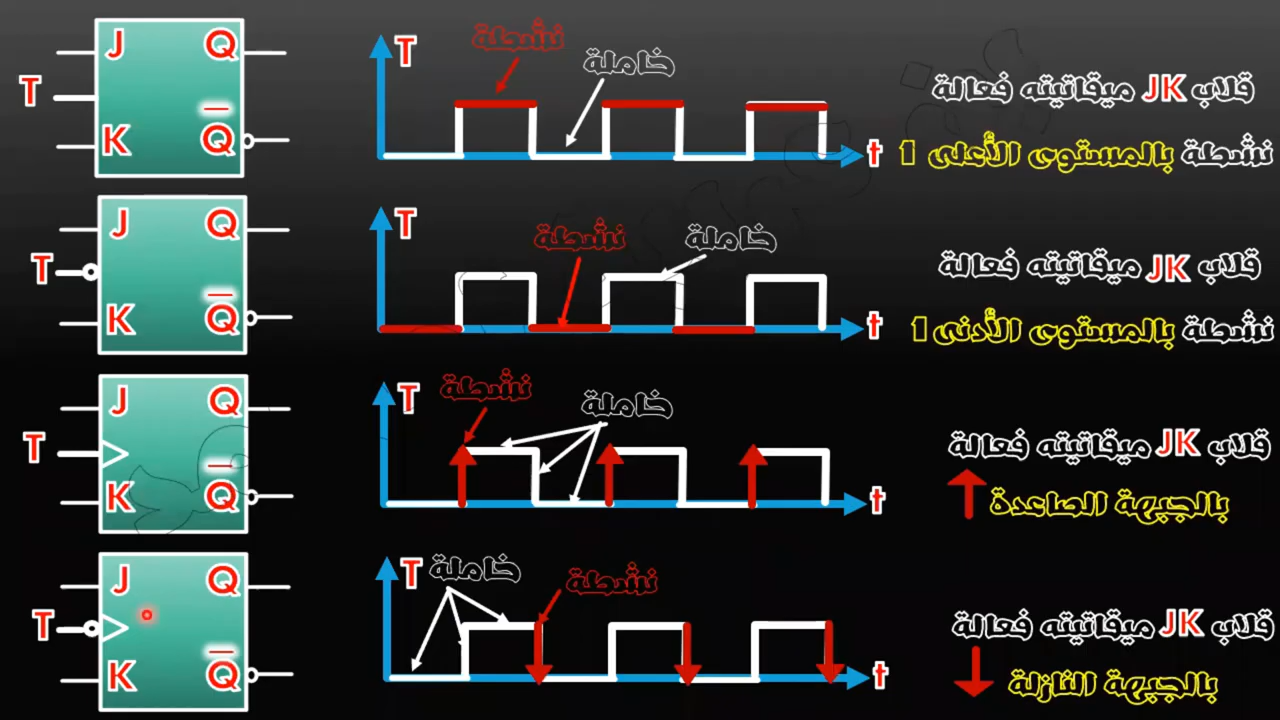 J Q
T
K Q
T
نشطة
خاملة
t
قلاب JK ميقاتيته فعالة
نشطة بالمستوى الأعلى 1
J Q
T
K Q
T
نشطة
خاملة
t
قلاب JK ميقاتيته فعالة
نشطة بالمستوى الأدنى 1
J Q
T
K Q
T
نشطة
خاملة
t
قلاب JK ميقاتيته فعالة
بالجبهة الصاعدة
J Q
T
K Q
T
خاملة
نشطة
t
قلاب JK ميقاتيته فعالة
بالجبهة النازلة